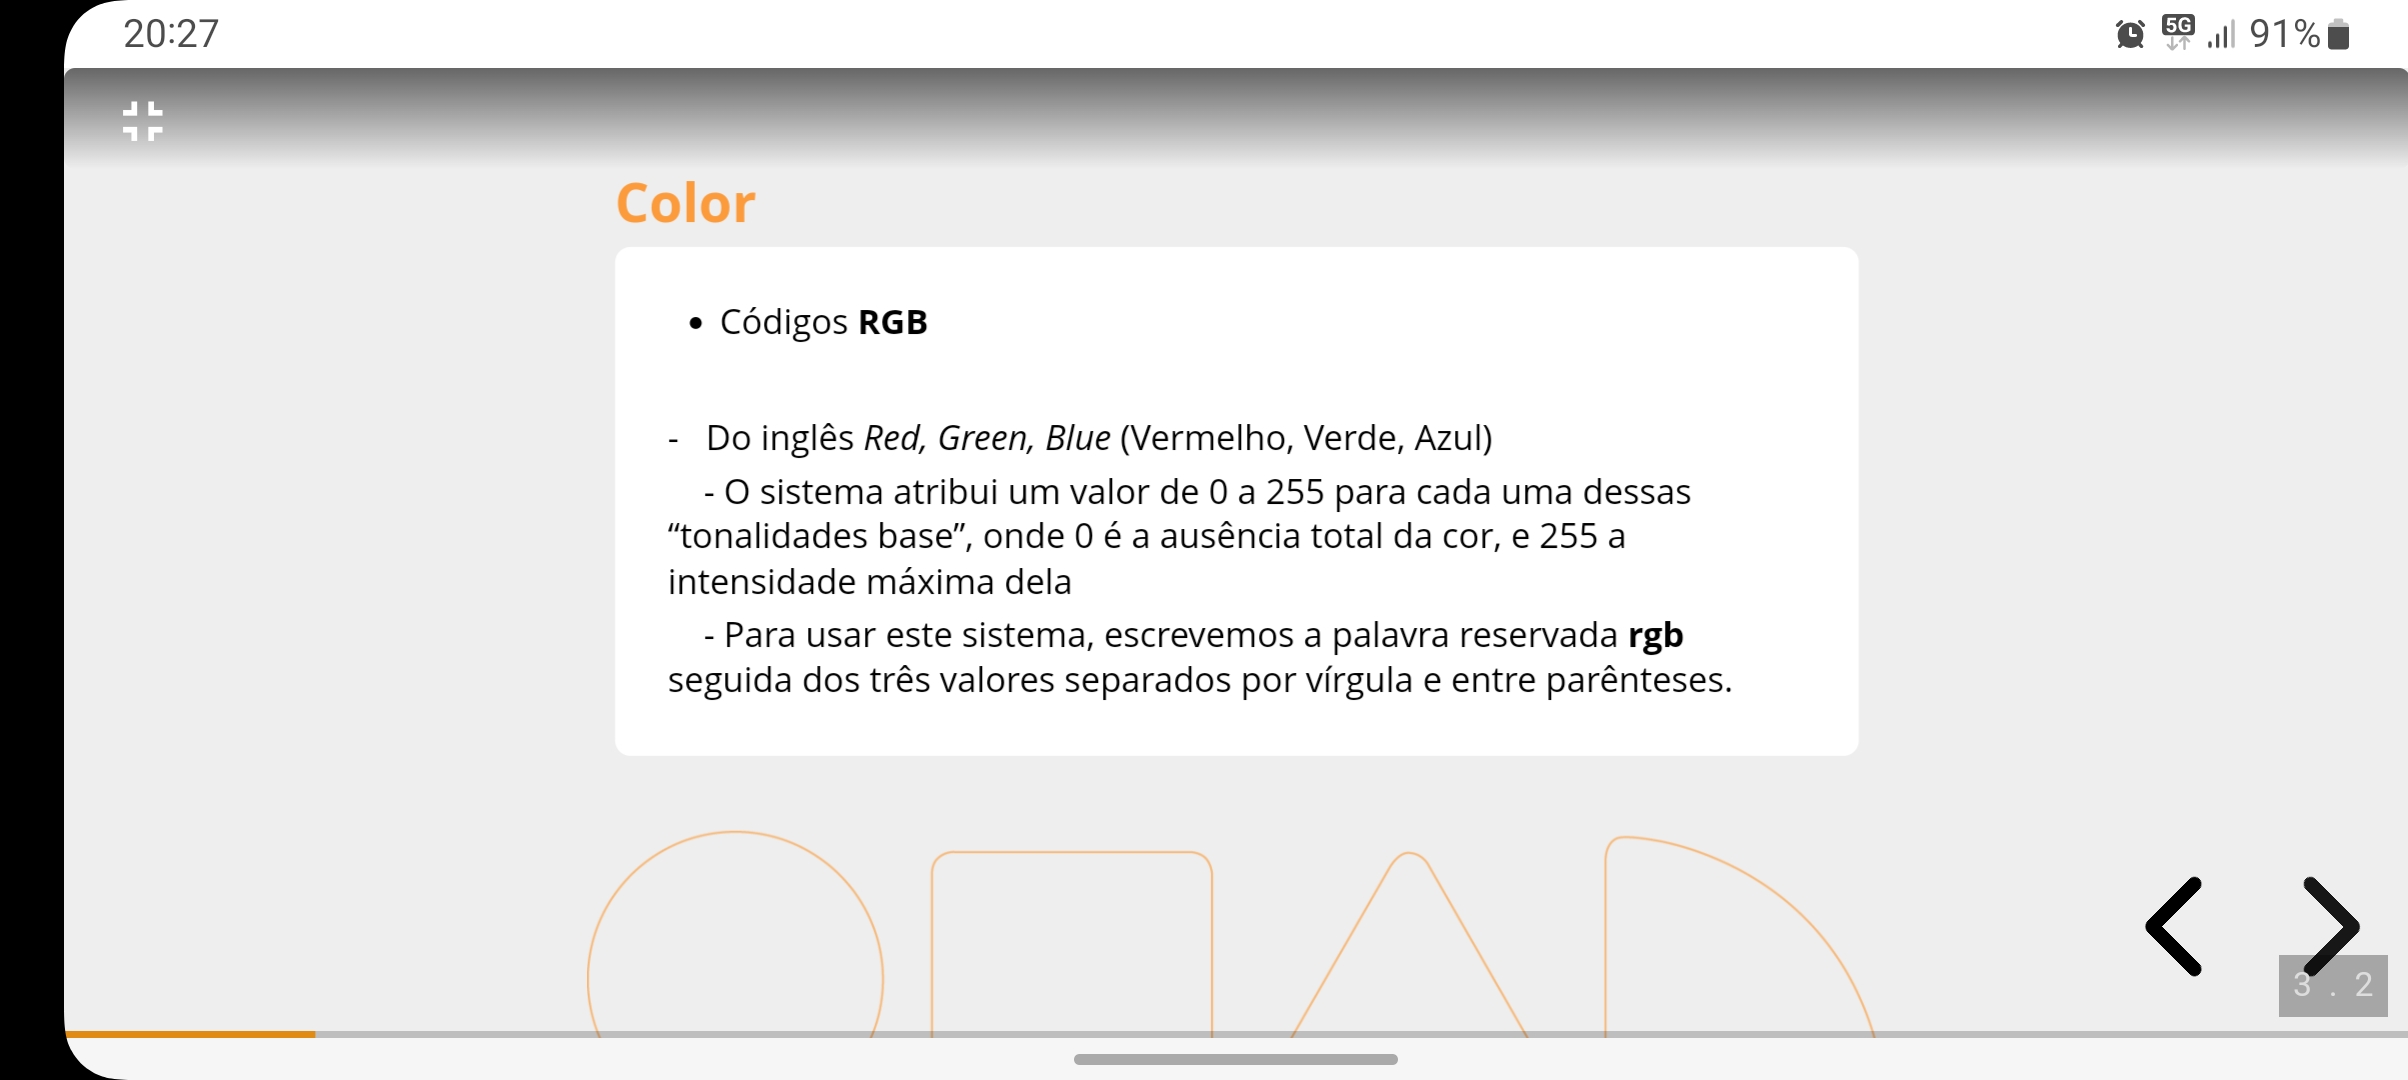 20:27
5G
91%
Color
• Códigos RGB
- Do inglês Red, Green, Blue (Vermelho, Verde, Azul)
- O sistema atribui um valor de 0 a 255 para cada uma dessas
“tonalidades base”, onde 0 é a ausência total da cor, e 255 a
intensidade máxima dela
- Para usar este sistema, escrevemos a palavra reservada rgb
seguida dos três valores separados por vírgula e entre parênteses.
3 . 2